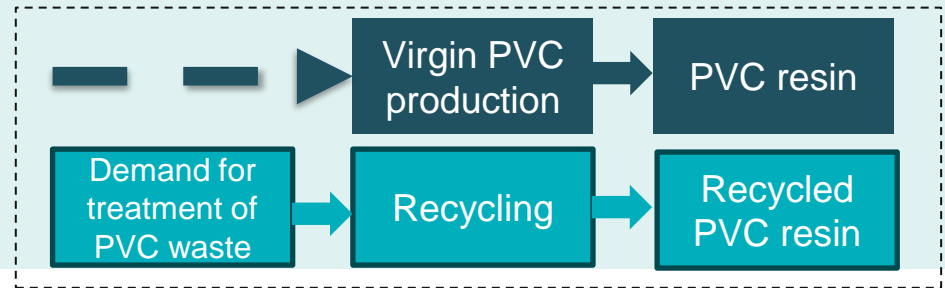 Virgin PVC
production
PVC resin
Demand for
treatment of
PVC waste
Recycling
Recycled
PVC resin